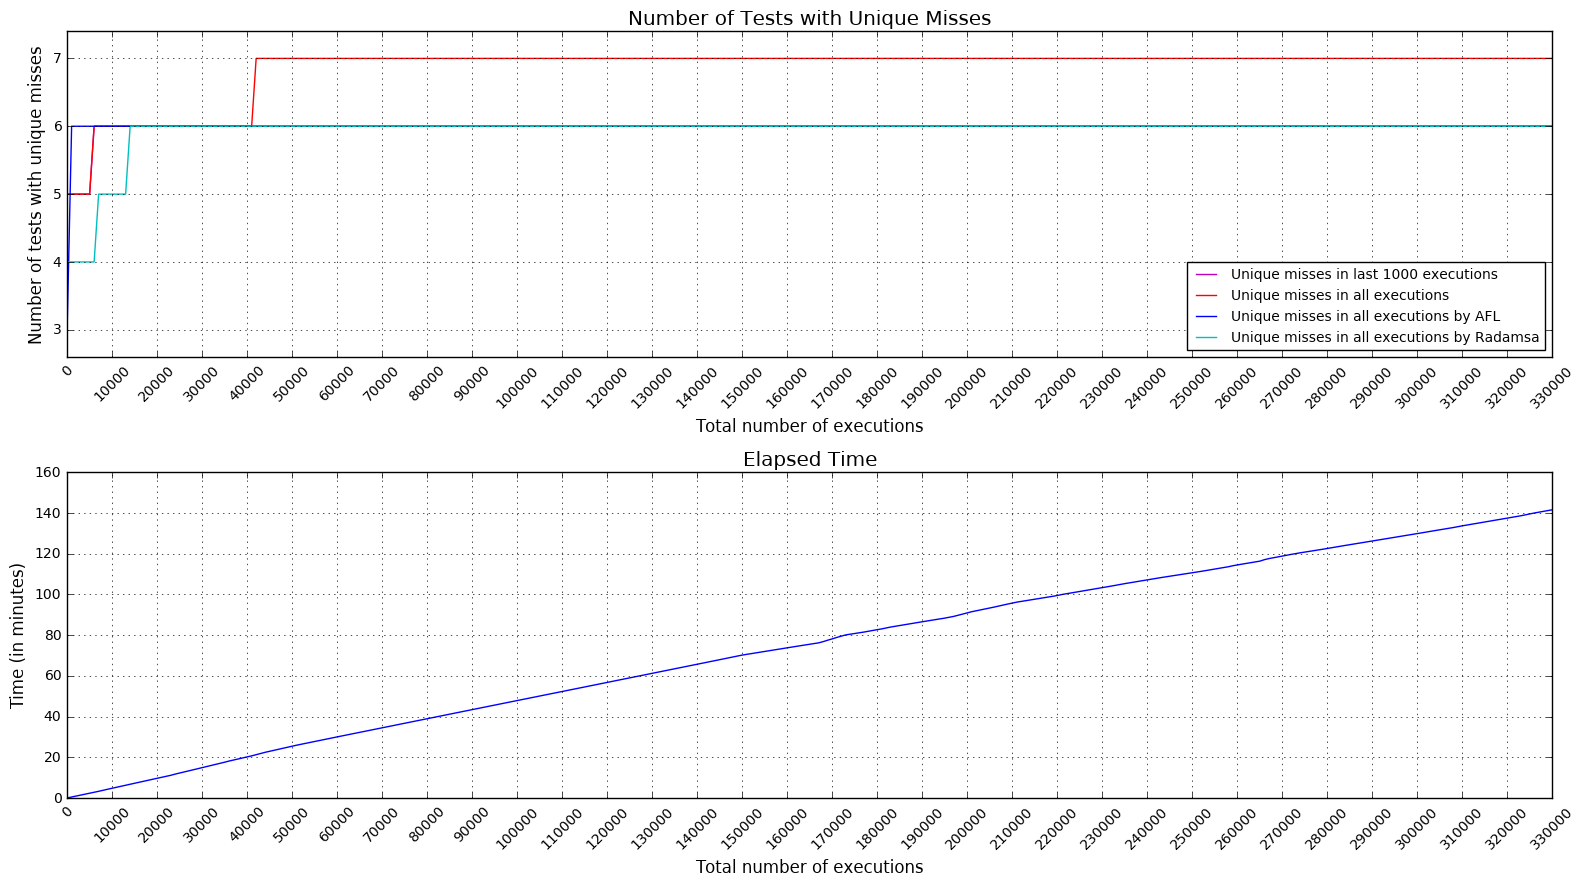 Number of Tests with Unique Misses
Number of tests with unique misses
7
6
5
4
3
Unique misses in last 1000 executions
Unique misses in all executions
Unique misses in all executions by AFL
Unique misses in all executions by Radamsa
0 10000 20000 30000 40000 50000 60000 70000 80000 90000 100000 110000 120000 130000 140000 150000 160000 170000 180000 190000 200000 210000 220000 230000 240000 250000 260000 270000 280000 290000 300000 310000 320000 330000
Total number of executions
Elapsed Time
Time (in minutes)
160
140
120
100
80
60
40
20
0
0 10000 20000 30000 40000 50000 60000 70000 80000 90000 100000 110000 120000 130000 140000 150000 160000 170000 180000 190000 200000 210000 220000 230000 240000 250000 260000 270000 280000 290000 300000 310000 320000 330000
Total number of executions